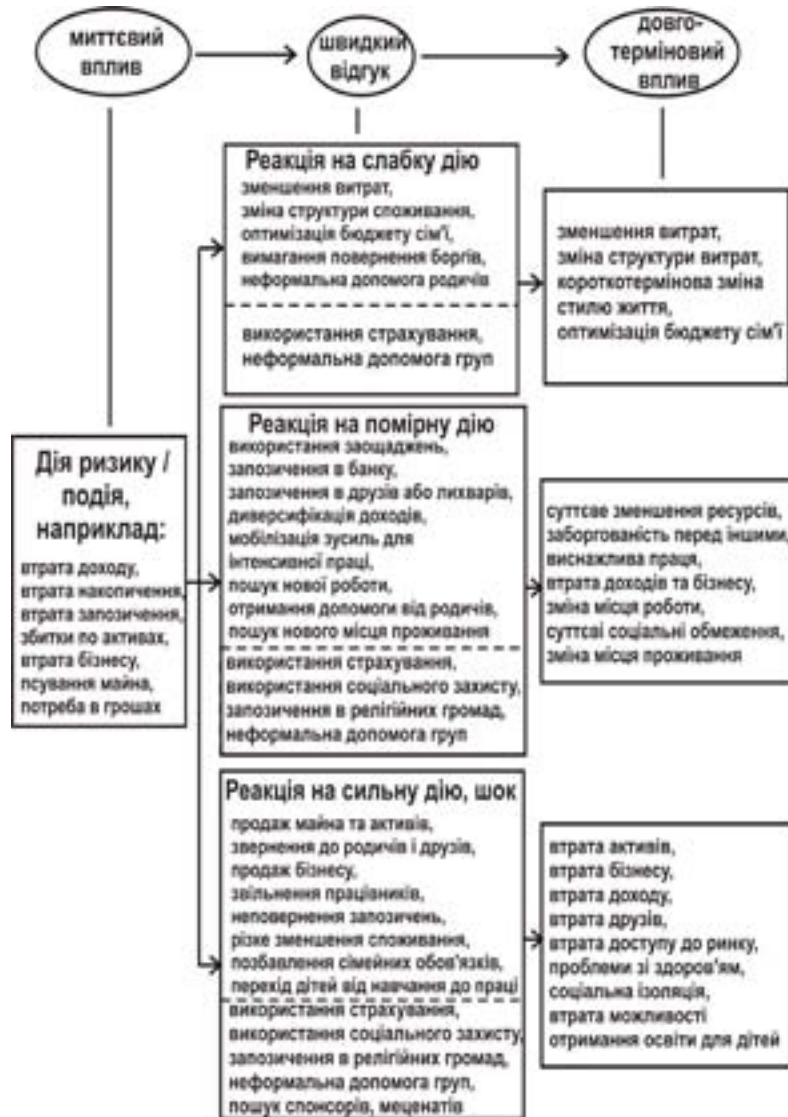 миттєвий
вплив
швидкий
відгук
довго-
терміновий
вплив
Дія ризику /
подія,
наприклад:
втрата доходу,
втрата накопичення,
втрата запозичення,
збитки по активах,
втрата бізнесу,
псування майна,
потреба в грошах
Реакція на слабку дію
зменшення витрат,
зміна структури споживання,
оптимізація бюджету сім'ї,
вимагання повернення боргів,
неформальна допомога родичів
використання страхування,
неформальна допомога груп
зменшення витрат,
зміна структури витрат,
короткотермінова зміна
стилю життя,
оптимізація бюджету сім'ї
Реакція на помірну дію
використання заощаджень,
запозичення в банку,
запозичення в друзів або лихварів,
диверсифікація доходів,
мобілізація зусиль для
інтенсивної праці,
пошук нової роботи,
отримання допомоги від родичів,
пошук нового місця проживання
використання страхування,
використання соціального захисту,
запозичення в релігійних громад,
неформальна допомога груп
суттєве зменшення ресурсів,
заборгованість перед іншими,
виснажлива праця,
втрата доходів та бізнесу,
зміна місця роботи,
суттєві соціальні обмеження,
зміна місця проживання
Реакція на сильну дію, шок
продаж майна та активів,
звернення до родичів і друзів,
продаж бізнесу,
звільнення працівників,
неповернення запозичень,
різке зменшення споживання,
позбавлення сімейних обов'язків,
перехід дітей від навчання до праці
використання страхування,
використання соціального захисту,
запозичення в релігійних громад,
неформальна допомога груп,
пошук спонсорів, меценатів
втрата активів,
втрата бізнесу,
втрата доходу,
втрата друзів,
втрата доступу до ринку,
проблеми зі здоров'ям,
соціальна ізоляція,
втрата можливості
отримання освіти для дітей